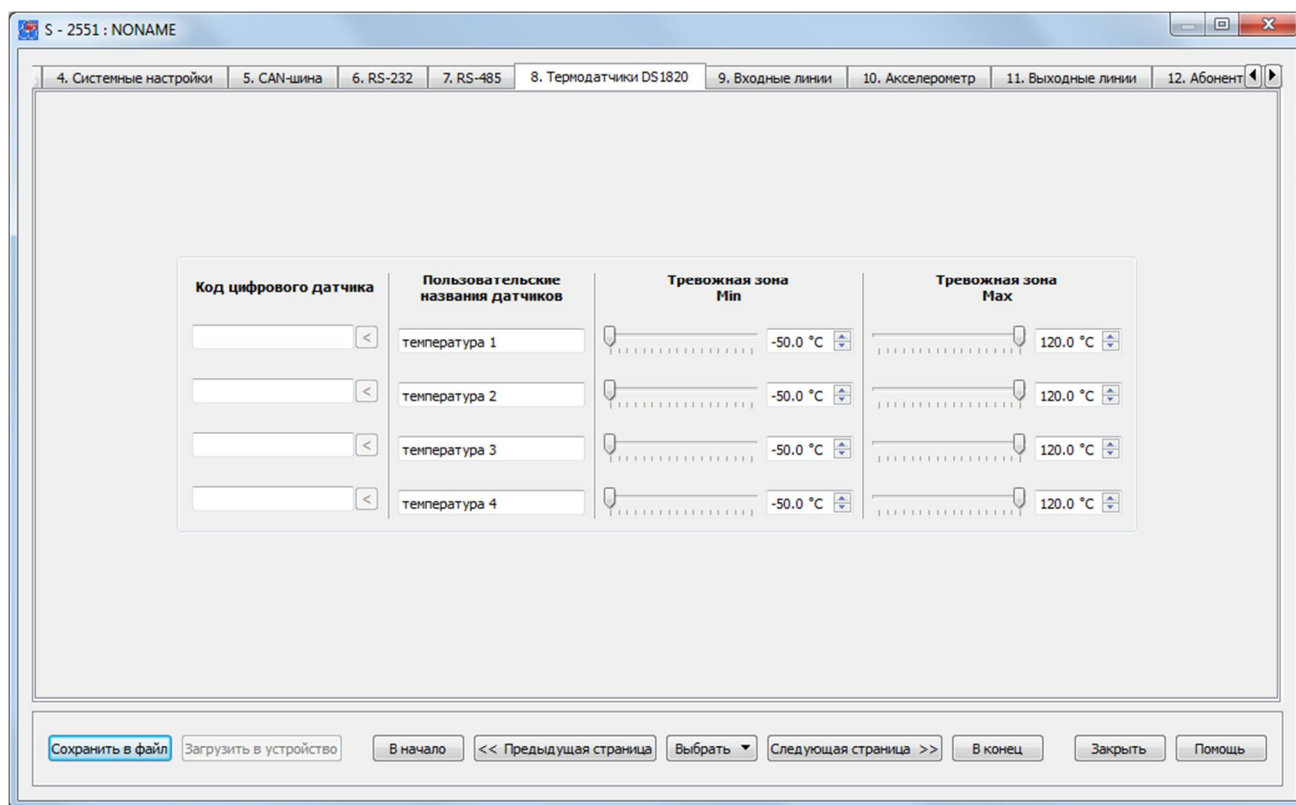 S - 2551 : NONAME
4. Системные настройки 5. CAN-шина 6. RS-232 7. RS-485 8. Термодатчики DS1820 9. Входные линии 10. Акселерометр 11. Выходные линии 12. Абонент
Код цифрового датчика Пользовательские названия датчиков Тревожная зона Min Тревожная зона Max
< температура 1 -50.0 °C 120.0 °C
< температура 2 -50.0 °C 120.0 °C
< температура 3 -50.0 °C 120.0 °C
< температура 4 -50.0 °C 120.0 °C
Сохранить в файл Загрузить в устройство В начало << Предыдущая страница Выбрать Следующая страница >> В конец Закрыть Помощь